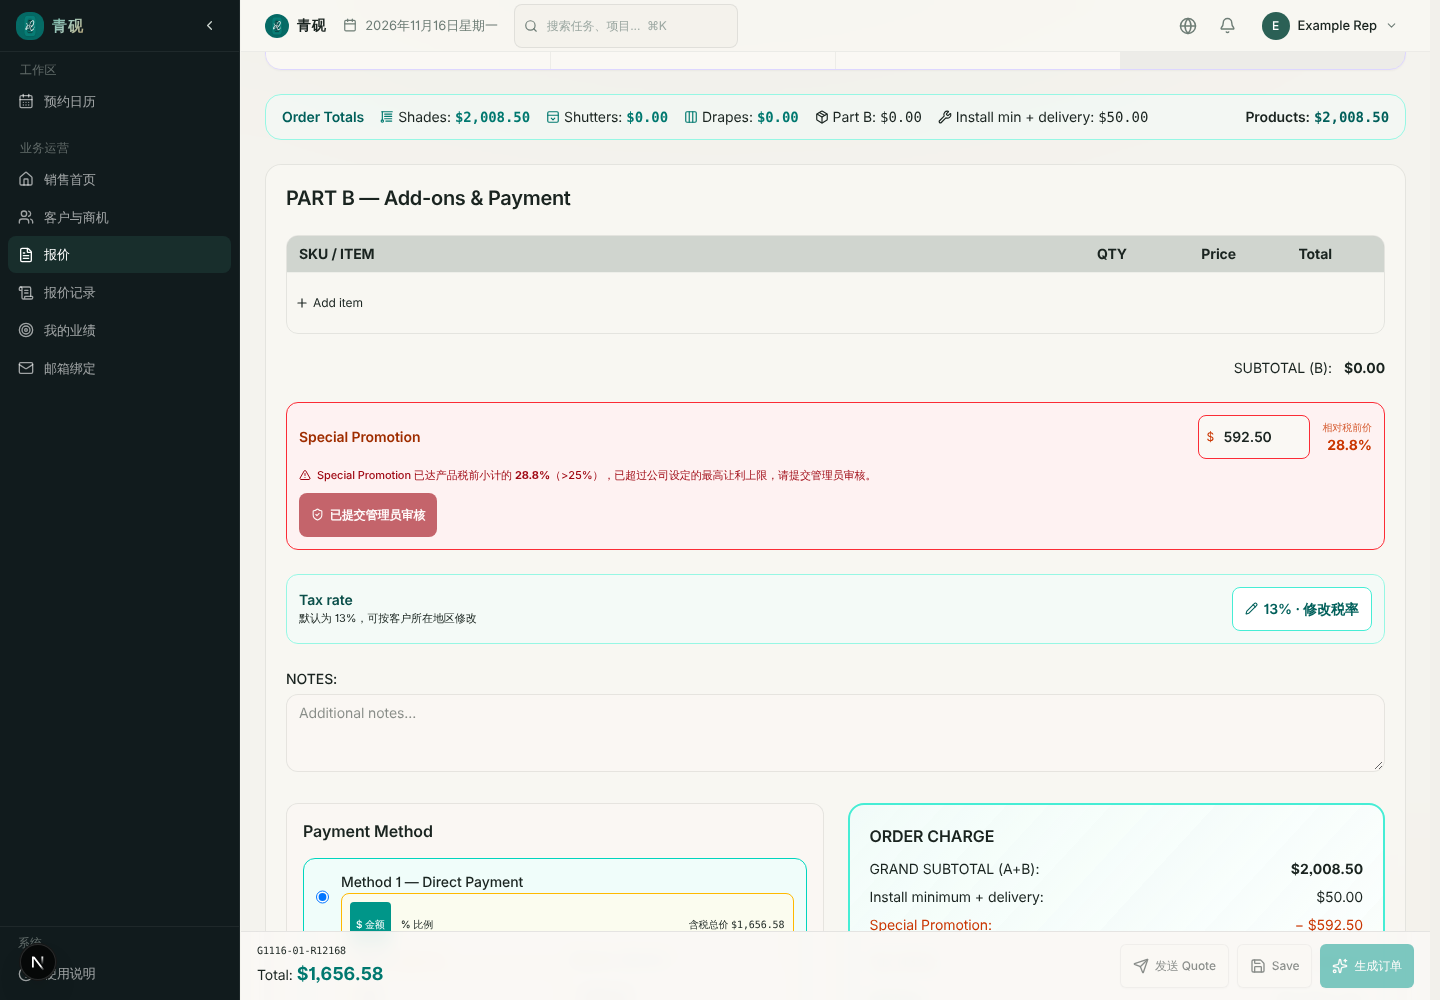 青砚
工作区
预约日历
业务运营
销售首页
客户与商机
报价
报价记录
我的业绩
邮箱绑定
系统
使用说明
青砚
2026年11月16日星期一
搜索任务、项目... ⌘K
E
Example Rep
Order Totals Shades: $2,008.50 Shutters: $0.00 Drapes: $0.00 Part B: $0.00 Install min + delivery: $50.00 Products: $2,008.50
PART B — Add-ons & Payment
SKU / ITEM QTY Price Total
Add item
SUBTOTAL (B): $0.00
Special Promotion
$ 592.50
相对税前价
28.8%
Special Promotion 已达产品税前小计的 28.8%（>25%），已超过公司设定的最高让利上限，请提交管理员审核。
已提交管理员审核
Tax rate
默认为 13%，可按客户所在地区修改
13% · 修改税率
NOTES:
Additional notes...
Payment Method
Method 1 — Direct Payment
$ 金额 % 比例 含税总价 $1,656.58
ORDER CHARGE
GRAND SUBTOTAL (A+B): $2,008.50
Install minimum + delivery: $50.00
Special Promotion: − $592.50
G1116-01-R12168
Total: $1,656.58
发送 Quote
Save
生成订单